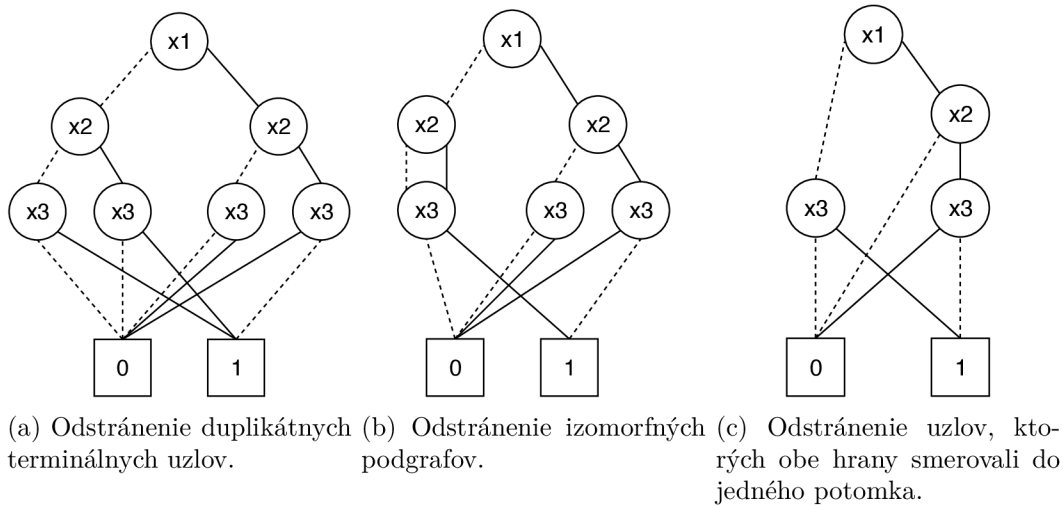 x1
x2 x2
x3 x3 x3 x3
0 1
(a) Odstránenie duplikátnych
terminálnych uzlov.
x1
x2 x2
x3 x3 x3
0 1
(b) Odstránenie izomorfných
podgrafov.
x1
x2
x3 x3
0 1
(c) Odstránenie uzlov, kto-
rých obe hrany smerovali do
jedného potomka.